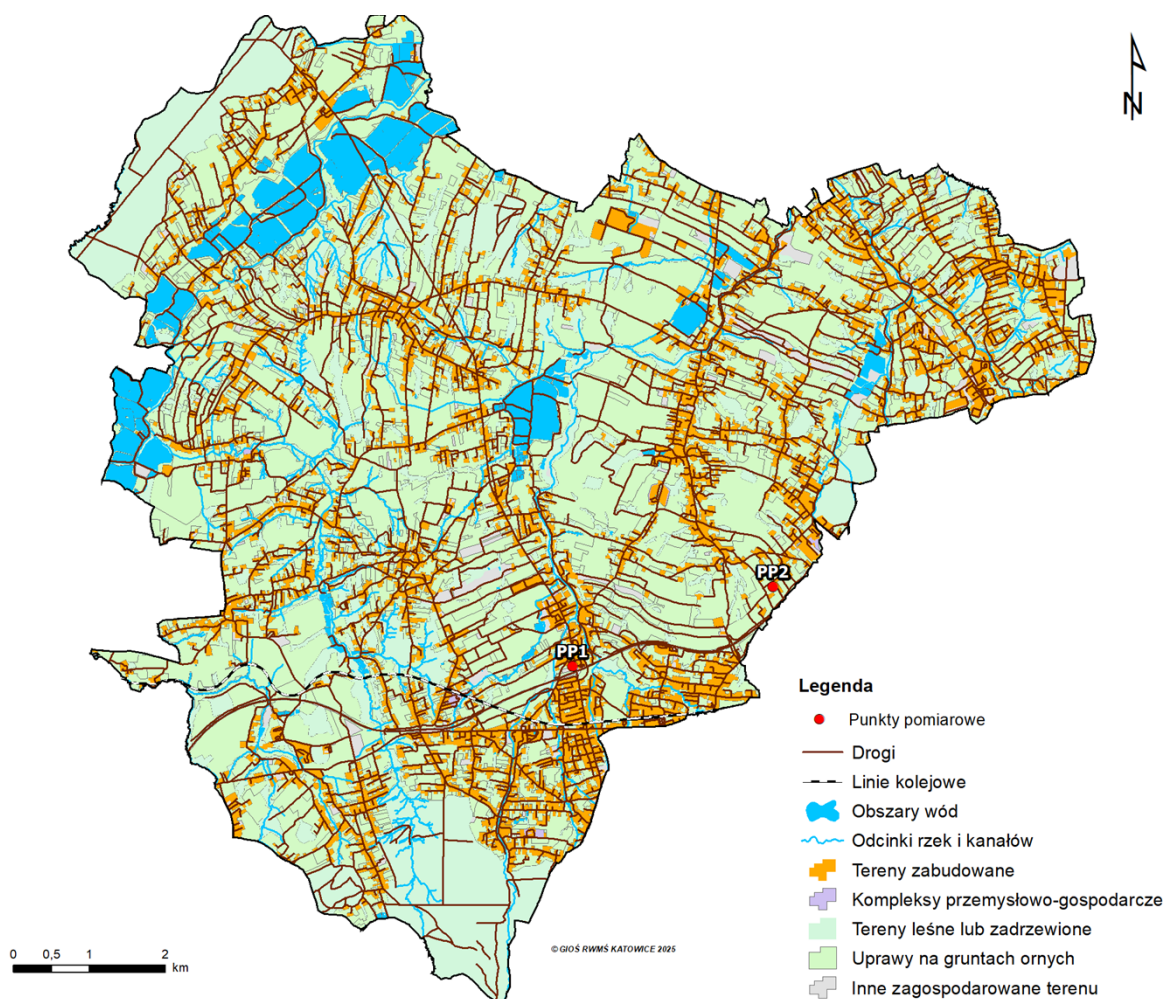 N
PP2
PP1
Legenda
Punkty pomiarowe
Drogi
Linie kolejowe
Obszary wód
Odcinki rzek i kanałów
Tereny zabudowane
Kompleksy przemysłowo-gospodarcze
Tereny leśne lub zadrzewione
Uprawy na gruntach ornych
Inne zagospodarowane terenu
© GIOŚ RWMŚ KATOWICE 2025
0 0,5 1 2
km